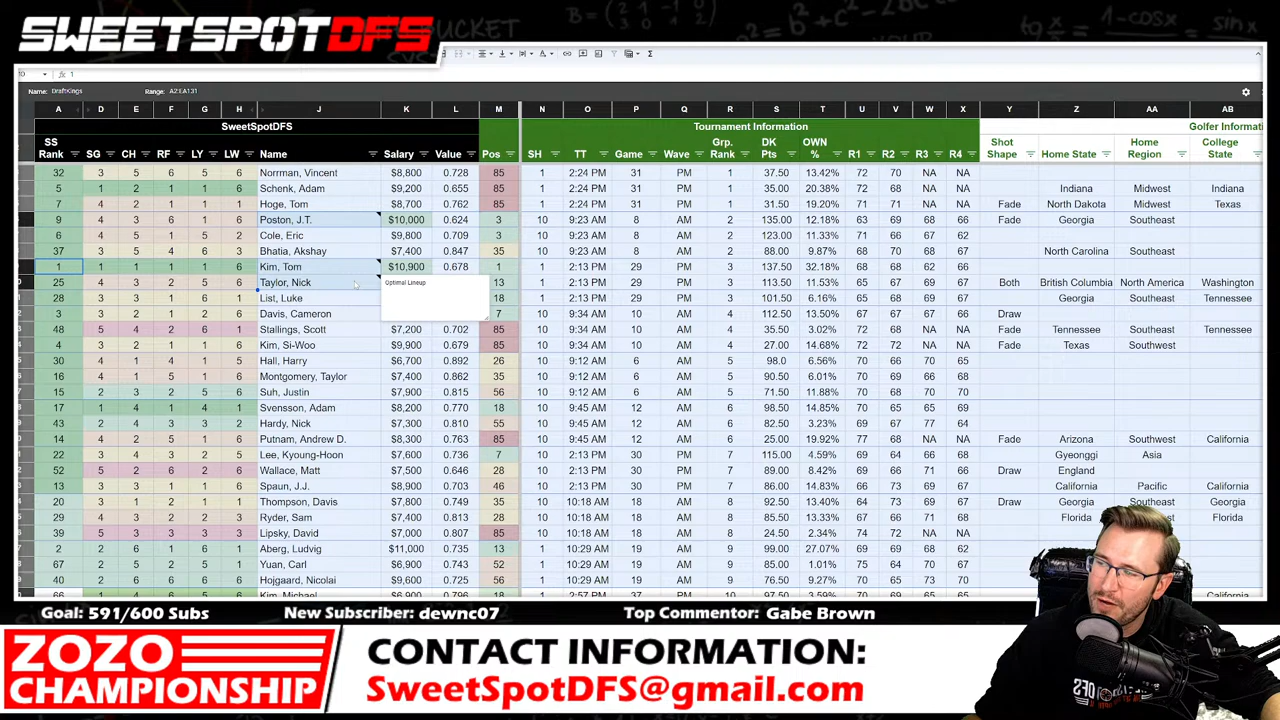 SWEETSPOTDFS
fx 1
Name: DraftKings Range: A2:EA131
A D E F G H J K L M N O P Q R S T U V W X Y Z AA AB
SweetSpotDFS Tournament Information Golfer Informati
SS Rank SG CH RF LY LW Name Salary Value Pos SH TT Game Wave Grp. Rank DK Pts OWN % R1 R2 R3 R4 Shot Shape Home State Home Region College State
32 3 5 6 5 6 Norrman, Vincent $8,800 0.728 85 1 2:24 PM 31 PM 1 37.50 13.42% 72 70 NA NA
5 1 2 1 1 6 Schenk, Adam $9,200 0.655 85 1 2:24 PM 31 PM 1 35.00 20.38% 74 68 NA NA Indiana Midwest Indiana
7 4 2 1 1 6 Hoge, Tom $8,700 0.762 85 1 2:24 PM 31 PM 1 31.50 19.20% 71 71 NA NA Fade North Dakota Midwest Texas
9 4 3 6 1 6 Poston, J.T. $10,000 0.624 3 10 9:23 AM 8 AM 2 135.00 12.18% 63 69 68 66 Fade Georgia Southeast
6 4 1 1 5 2 Cole, Eric $9,800 0.709 3 10 9:23 AM 8 AM 2 123.00 11.33% 71 66 66 63
37 3 5 4 6 3 Bhatia, Akshay $7,400 0.847 35 10 9:23 AM 8 AM 2 88.00 9.87% 71 68 70 67 North Carolina Southeast
1 1 1 1 1 6 Kim, Tom $10,900 0.678 1 1 2:13 PM 29 PM 3 137.50 32.18% 68 68 62 66
25 4 3 2 5 6 Taylor, Nick Optimal Lineup 13 1 2:13 PM 29 PM 3 113.50 11.53% 71 65 67 65 Both British Columbia North America Washington
28 3 3 1 6 1 List, Luke 18 1 2:13 PM 29 PM 3 101.50 6.16% 66 71 69 63 Georgia Southeast Tennessee
3 2 2 1 2 6 Davis, Cameron 7 10 9:34 AM 10 AM 4 112.50 13.50% 67 67 67 66 Draw
48 5 4 2 6 1 Stallings, Scott $7,200 0.702 85 10 9:34 AM 10 AM 4 35.50 3.02% 76 68 NA NA Fade Tennessee Southeast Tennessee
4 4 2 2 1 6 Kim, Si-Woo $9,900 0.679 85 10 9:34 AM 10 AM 4 27.00 14.68% 72 72 NA NA Fade Texas Southwest
30 4 1 4 1 5 Hall, Harry $6,700 0.892 26 10 9:12 AM 6 AM 5 98.0 6.56% 70 66 70 65
16 4 1 5 1 6 Montgomery, Taylor $7,400 0.862 35 10 9:12 AM 6 AM 5 90.50 6.01% 70 69 66 68
15 2 3 2 5 6 Suh, Justin $7,900 0.815 56 10 9:12 AM 6 AM 5 71.50 11.88% 71 68 69 70
17 1 4 1 4 1 Svensson, Adam $8,200 0.770 18 10 9:45 AM 12 AM 6 98.50 14.85% 70 65 65 69
43 2 4 3 3 2 Hardy, Nick $7,300 0.810 55 10 9:45 AM 12 AM 6 82.50 3.23% 69 67 77 64
14 4 2 5 1 6 Putnam, Andrew D. $8,300 0.763 85 10 9:45 AM 12 AM 6 25.00 19.92% 77 68 NA NA Fade Arizona Southwest California
22 3 4 3 2 5 Lee, Kyoung-Hoon $7,700 0.805 7 1 2:13 PM 30 PM 7 115.00 4.59% 69 64 68 66 Gyeonggi Asia
52 5 2 6 2 6 Wallace, Matt $7,500 0.646 28 1 2:13 PM 30 PM 7 89.00 8.42% 69 66 71 66 Draw England
13 4 4 1 2 6 Spaun, J.J. $8,900 0.703 46 1 2:13 PM 30 PM 7 86.00 14.83% 71 67 69 67 California Pacific California
20 3 1 2 1 Thompson, Davis $7,800 0.749 35 10 10:18 AM 18 AM 8 92.50 13.40% 66 73 69 67 Draw Georgia Southeast Georgia
29 3 4 2 2 3 Ryder, Sam $7,400 0.813 28 10 10:18 AM 18 AM 8 85.50 13.33% 67 66 71 68 Florida Florida
39 5 3 3 3 3 Lipsky, David $7,000 0.807 85 10 10:18 AM 18 AM 8 24.50 2.34% 74 72 NA NA
2 2 6 1 6 1 Aberg, Ludvig $11,000 0.735 13 1 10:29 AM 20 AM 9 99.00 27.07% 71 69 68 62
67 2 5 2 5 1 Yuan, Carl $6,900 0.744 52 1 10:29 AM 20 AM 9 85.00 1.01% 75 64 70 67
40 2 6 6 6 6 Hojgaard, Nicolai $9,600 0.725 56 1 10:29 AM 20 AM 9 76.50 9.27% 71 68 69 70
Goal: 591/600 Subs New Subscriber: dewnc07 Top Commentor: Gabe Brown
ZOZO CHAMPIONSHIP
CONTACT INFORMATION:
SweetSpotDFS@gmail.com